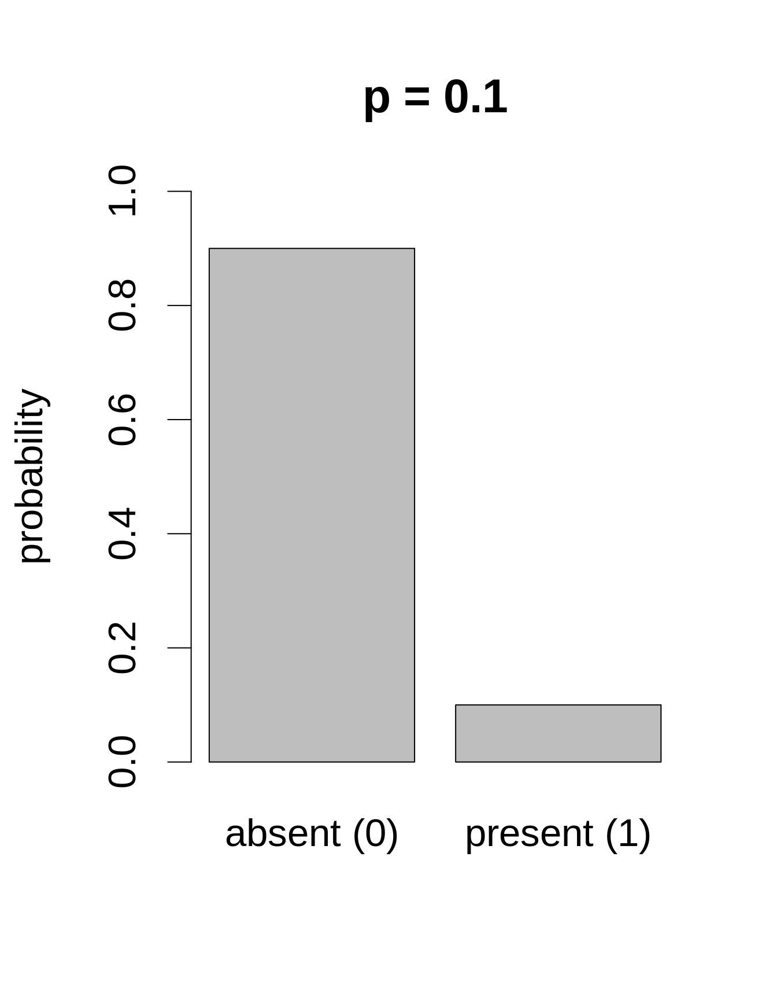 p = 0.1
probability
1.0
0.8
0.6
0.4
0.2
0.0
absent (0)
present (1)